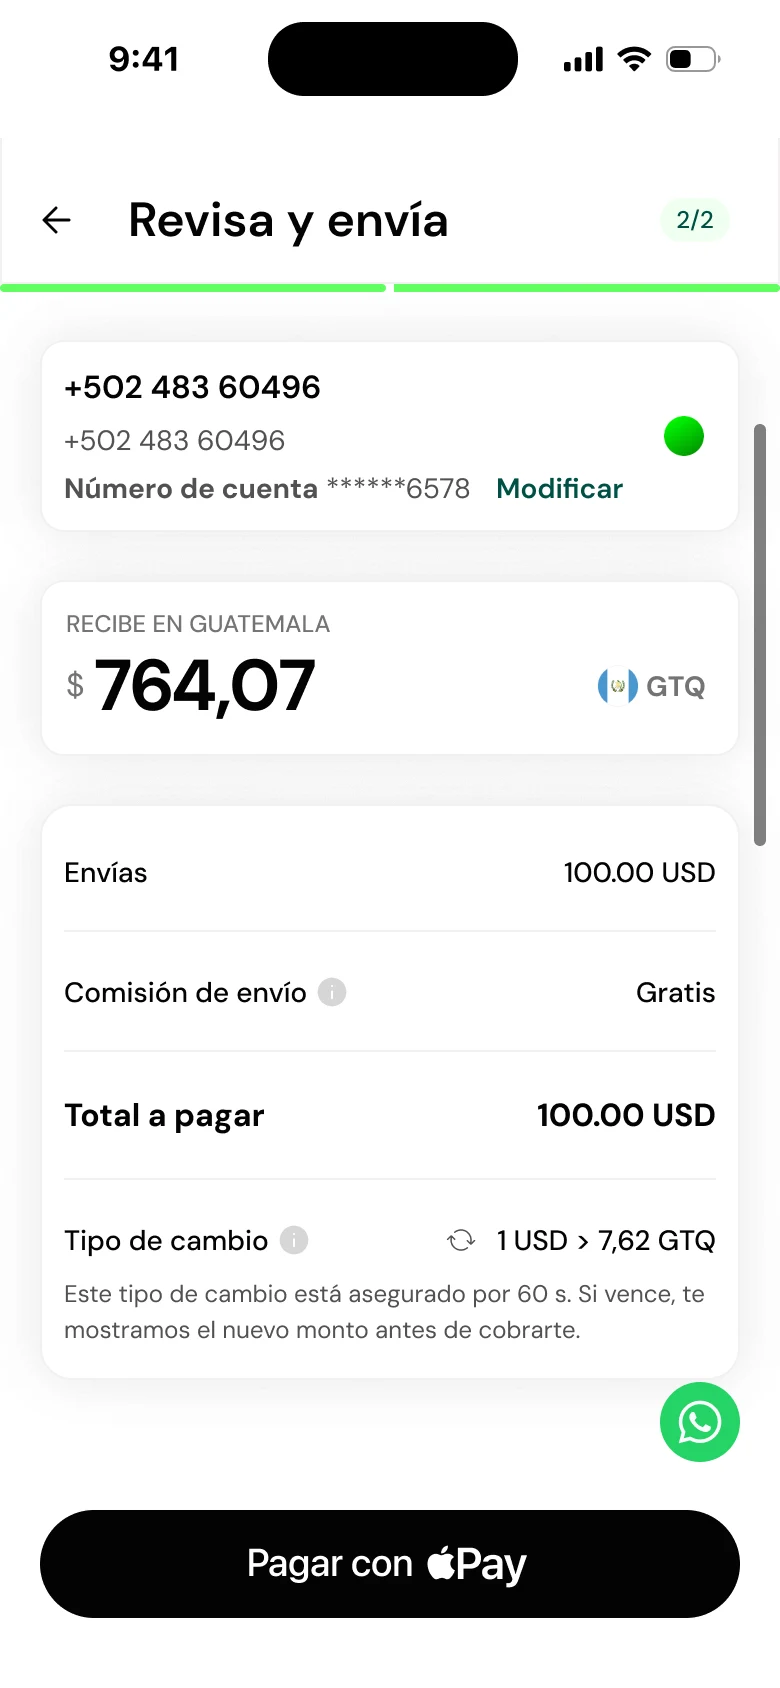 9:41
Revisa y envía
2/2
+502 483 60496
+502 483 60496
Número de cuenta ******6578 Modificar
RECIBE EN GUATEMALA
$ 764,07
GTQ
Envías 100.00 USD
Comisión de envío i Gratis
Total a pagar 100.00 USD
Tipo de cambio i 1 USD > 7,62 GTQ
Este tipo de cambio está asegurado por 60 s. Si vence, te
mostramos el nuevo monto antes de cobrarte.
Pagar con Pay